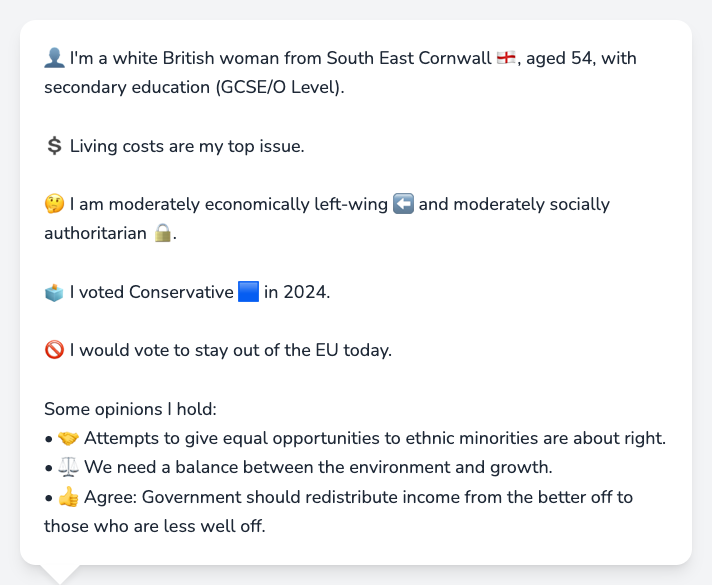 👤 I'm a white British woman from South East Cornwall 🏴󠁧󠁢󠁥󠁮󠁧󠁿, aged 54, with
secondary education (GCSE/O Level).
💲 Living costs are my top issue.
🤔 I am moderately economically left-wing ⬅️ and moderately socially
authoritarian 🔒.
🗳️ I voted Conservative 🟦 in 2024.
🚫 I would vote to stay out of the EU today.
Some opinions I hold:
• 🤝 Attempts to give equal opportunities to ethnic minorities are about right.
• ⚖️ We need a balance between the environment and growth.
• 👍 Agree: Government should redistribute income from the better off to
those who are less well off.